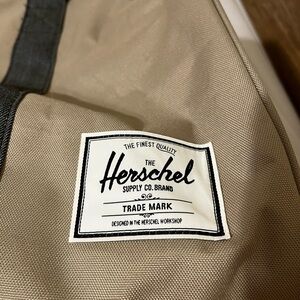 THE FINEST QUALITY
THE
Herschel
SUPPLY CO. BRAND
TRADE MARK
DESIGNED IN THE HERSCHEL WORKSHOP